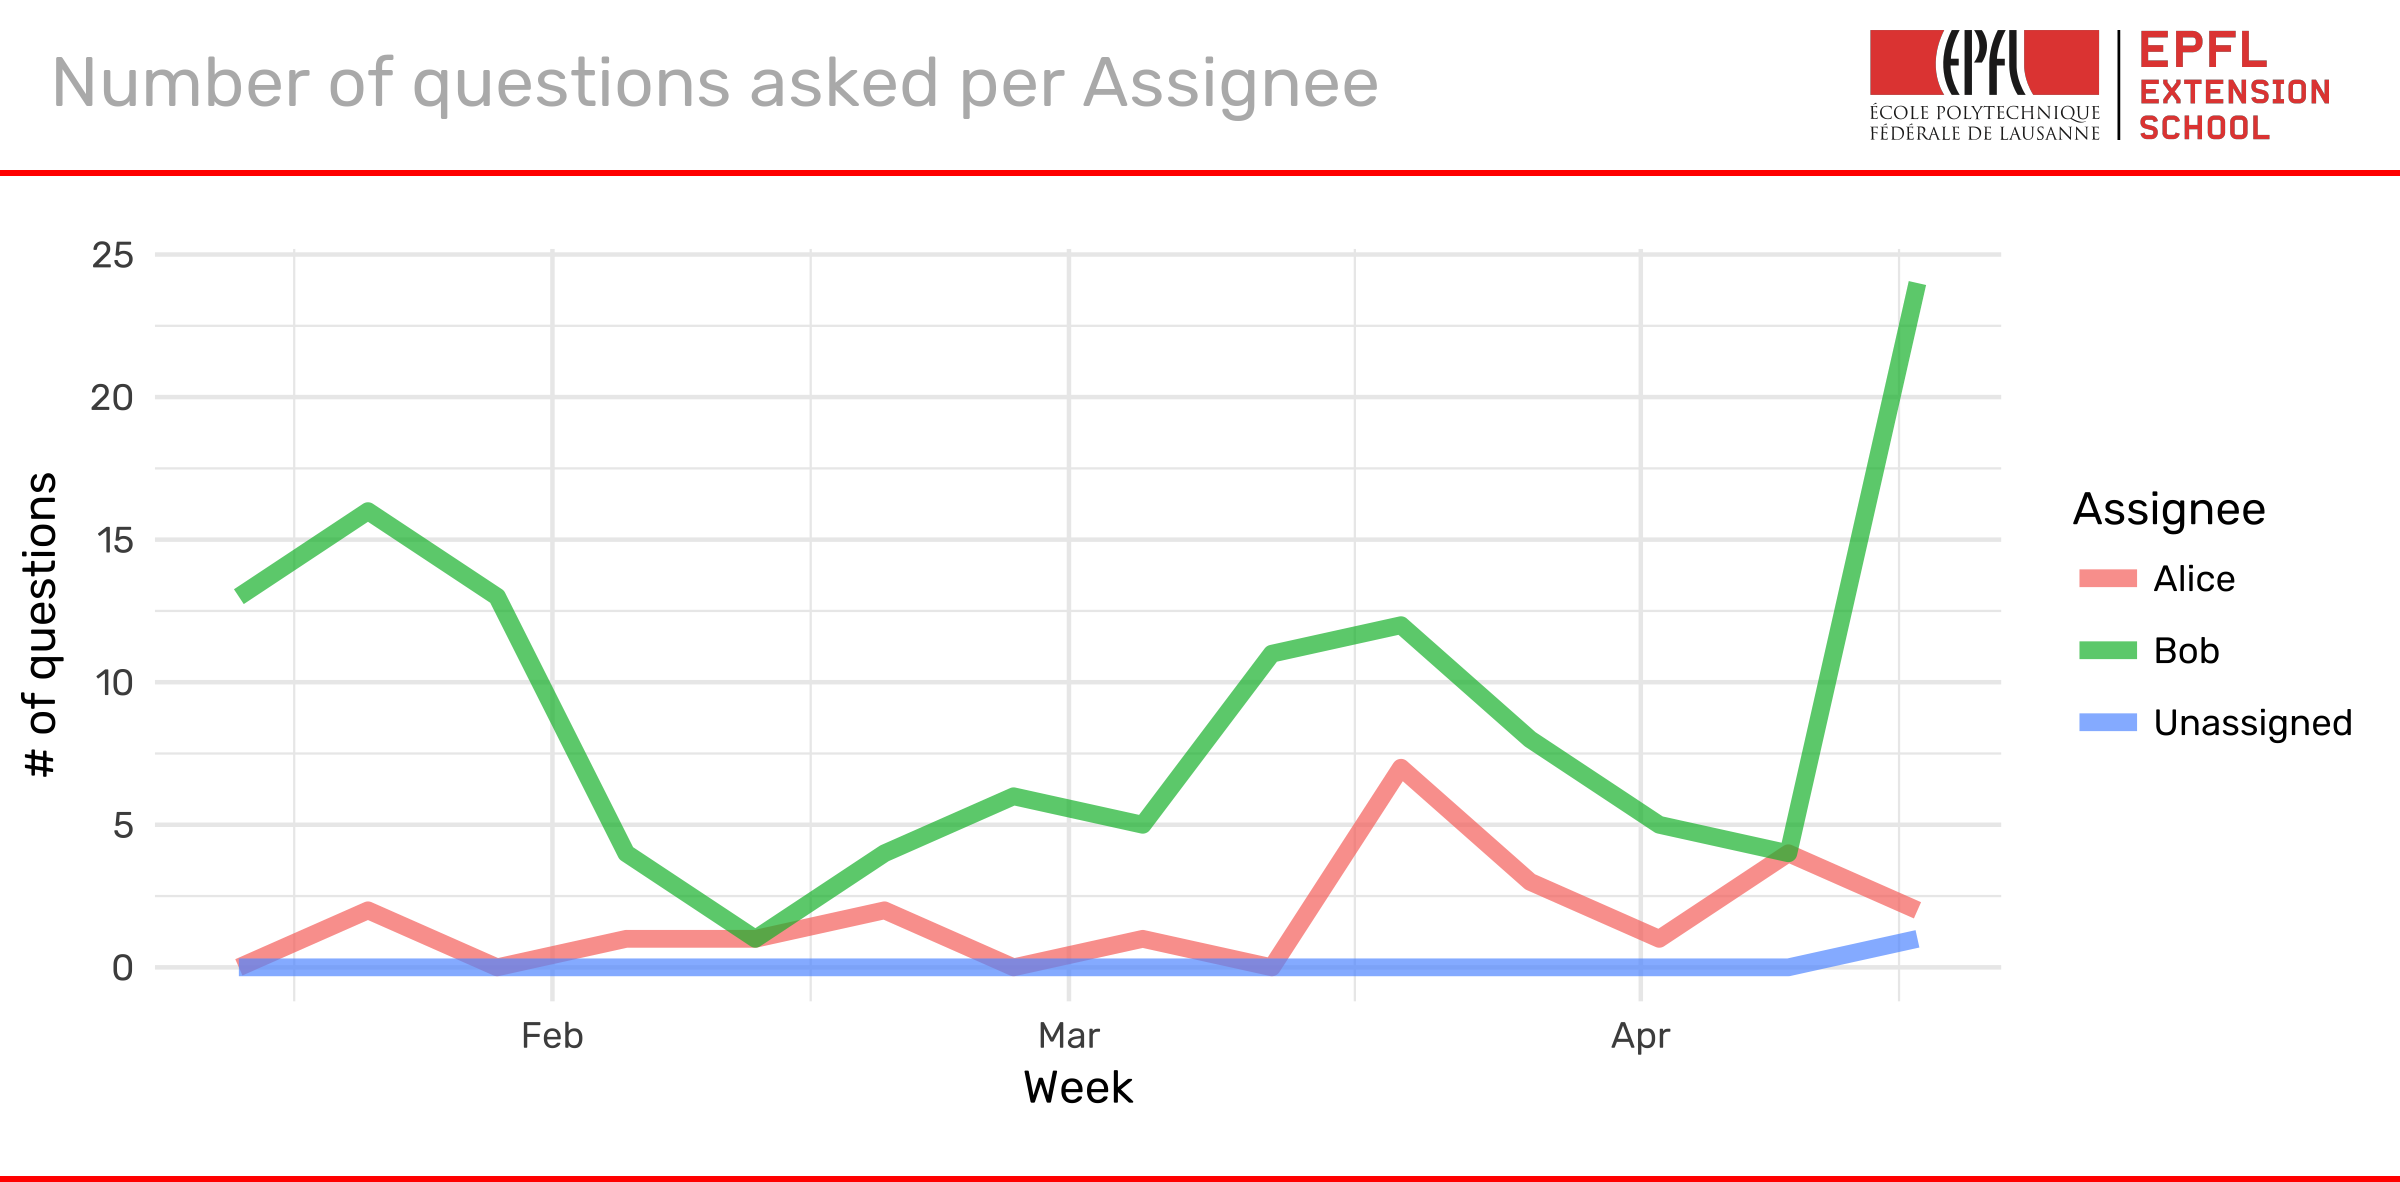 Number of questions asked per Assignee
EPFL
ÉCOLE POLYTECHNIQUE
FÉDÉRALE DE LAUSANNE
EPFL
EXTENSION
SCHOOL
25
20
15
10
5
0
# of questions
Feb Mar Apr
Week
Assignee
Alice
Bob
Unassigned